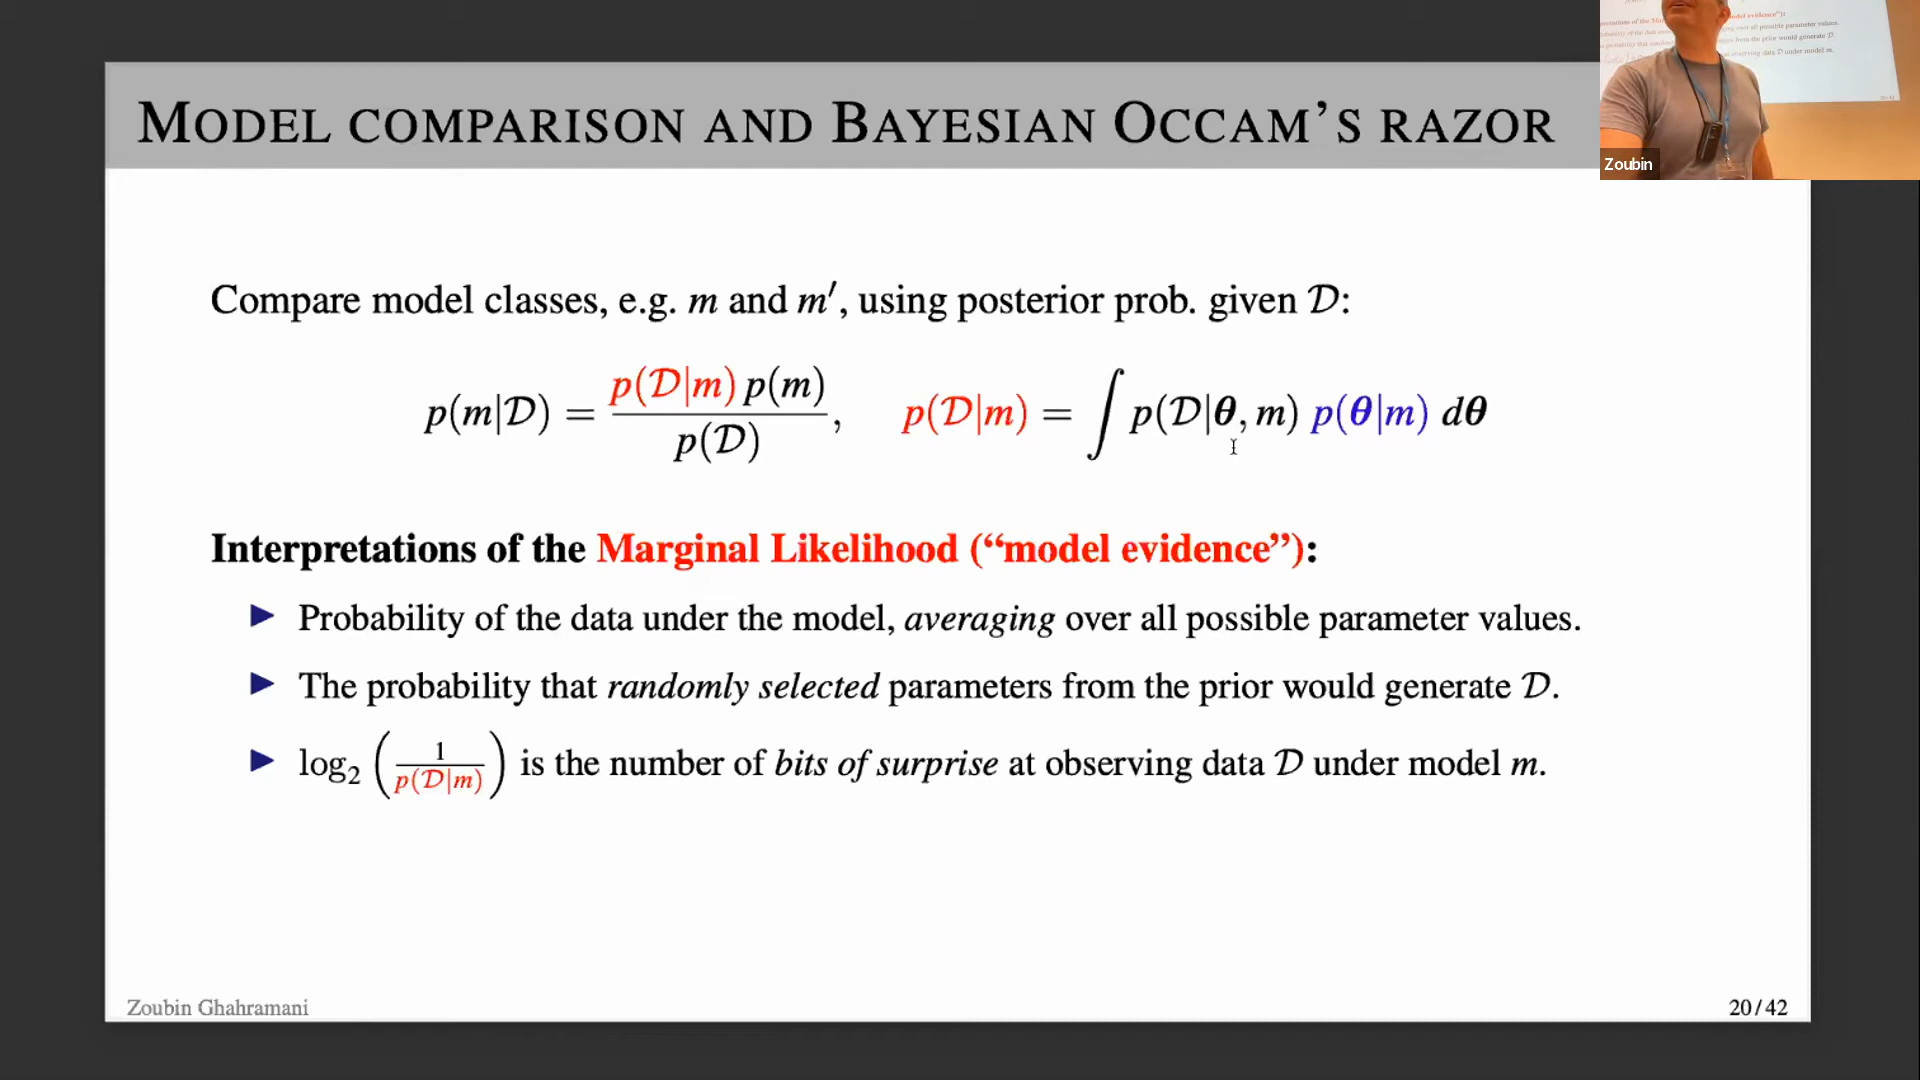 MODEL COMPARISON AND BAYESIAN OCCAM'S RAZOR
Zoubin
Compare model classes, e.g. m and m′, using posterior prob. given 𝒟:
p(m|𝒟) = p(𝒟|m) p(m) / p(𝒟), p(𝒟|m) = ∫ p(𝒟|θ, m) p(θ|m) dθ
Interpretations of the Marginal Likelihood (“model evidence”):
▶ Probability of the data under the model, averaging over all possible parameter values.
▶ The probability that randomly selected parameters from the prior would generate 𝒟.
▶ log₂ (1 / p(𝒟|m)) is the number of bits of surprise at observing data 𝒟 under model m.
Zoubin Ghahramani
20 / 42